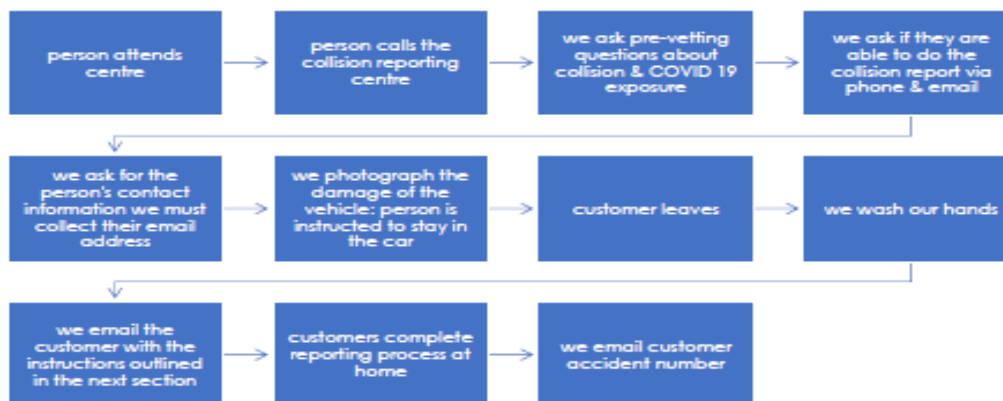 person attends
centre
person calls the
collision reporting
centre
we ask pre-vetting
questions about
collision & COVID 19
exposure
we ask if they are
able to do the
collision report via
phone & email
we ask for the
person's contact
information we must
collect their email
address
we photograph the
damage of the
vehicle: person is
instructed to stay in
the car
customer leaves
we wash our hands
we email the
customer with the
instructions outlined
in the next section
customers complete
reporting process at
home
we email customer
accident number